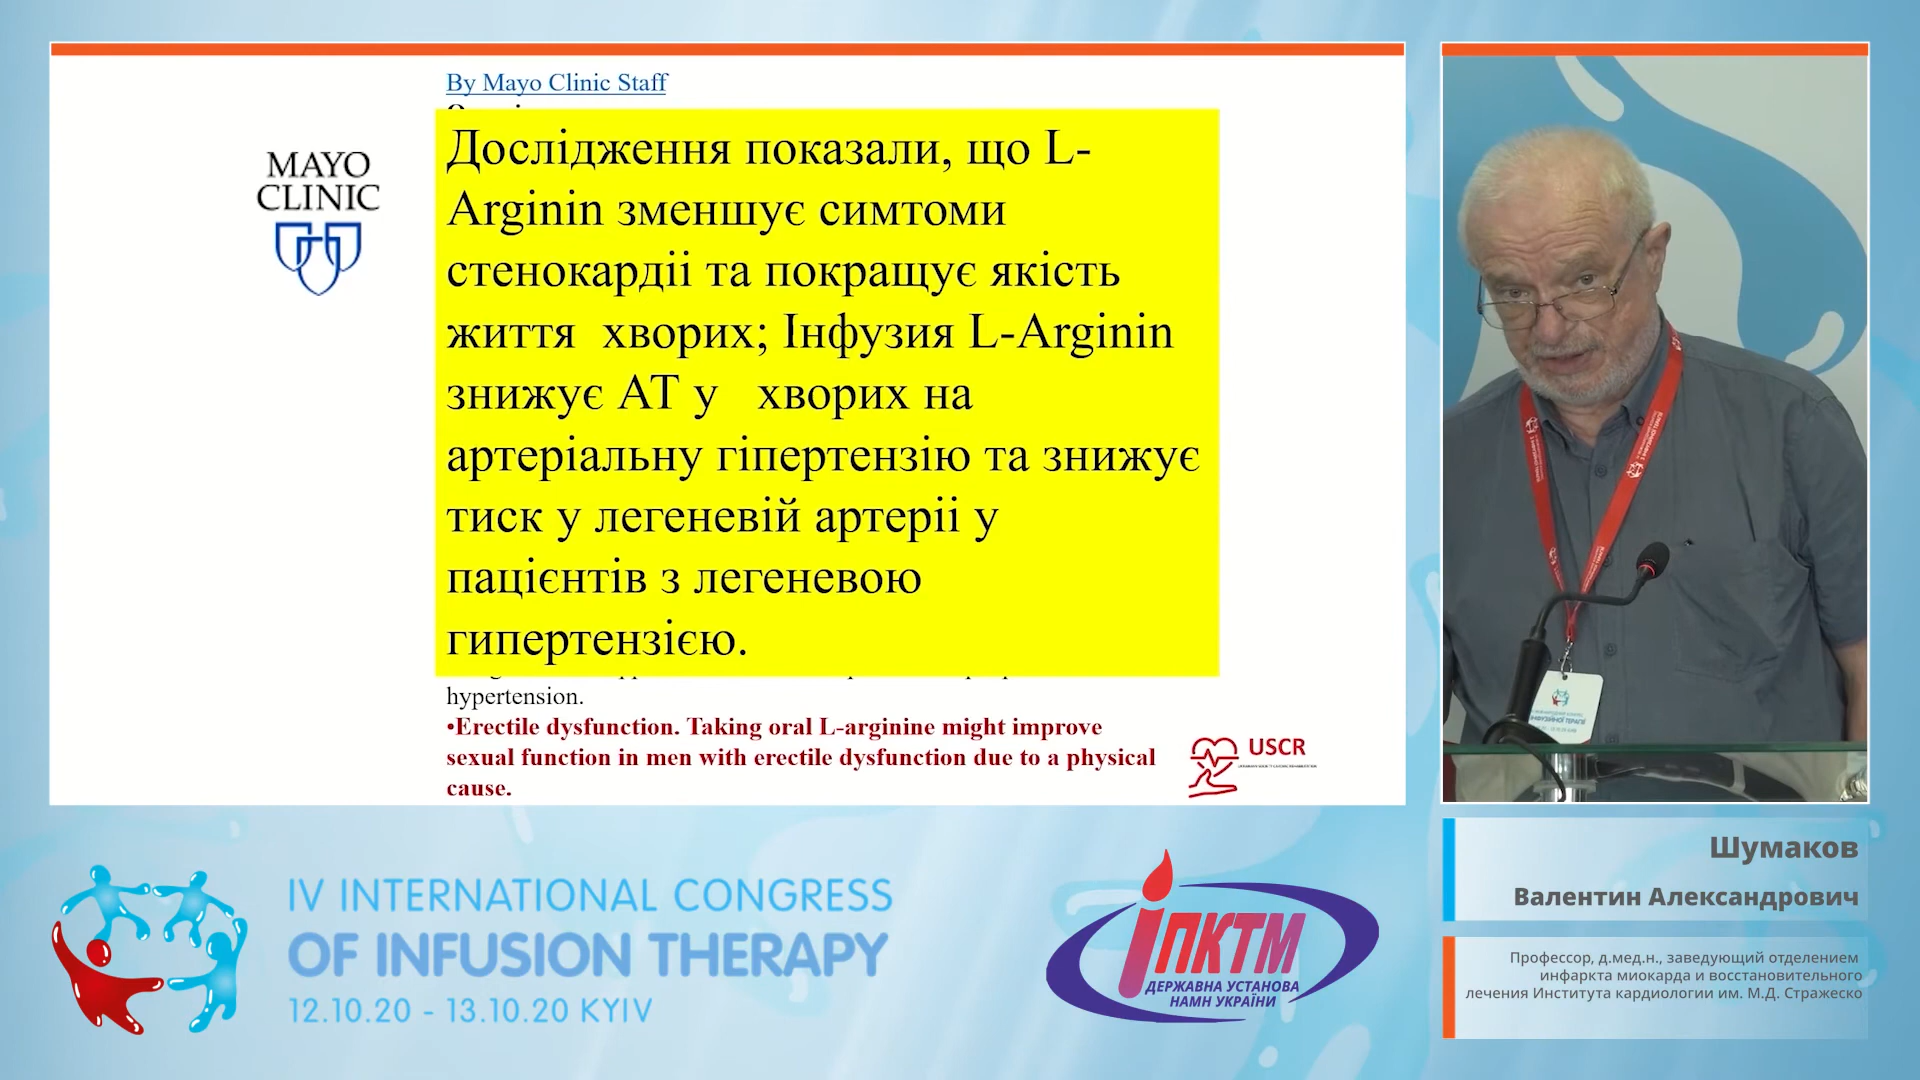 By Mayo Clinic Staff
MAYO
CLINIC
Дослідження показали, що L-
Arginin зменшує симтоми
стенокардіі та покращує якість
життя хворих; Інфузия L-Arginin
знижує АТ у хворих на
артеріальну гіпертензію та знижує
тиск у легеневій артеріі у
пацієнтів з легеневою
гипертензією.
hypertension.
•Erectile dysfunction. Taking oral L-arginine might improve
sexual function in men with erectile dysfunction due to a physical
cause.
USCR
Шумаков
Валентин Александрович
Профессор, д.мед.н., заведующий отделением
инфаркта миокарда и восстановительного
лечения Института кардиологии им. М.Д. Стражеско
IV INTERNATIONAL CONGRESS
OF INFUSION THERAPY
12.10.20 - 13.10.20 KYIV
іПКТМ
ДЕРЖАВНА УСТАНОВА
НАМН УКРАЇНИ